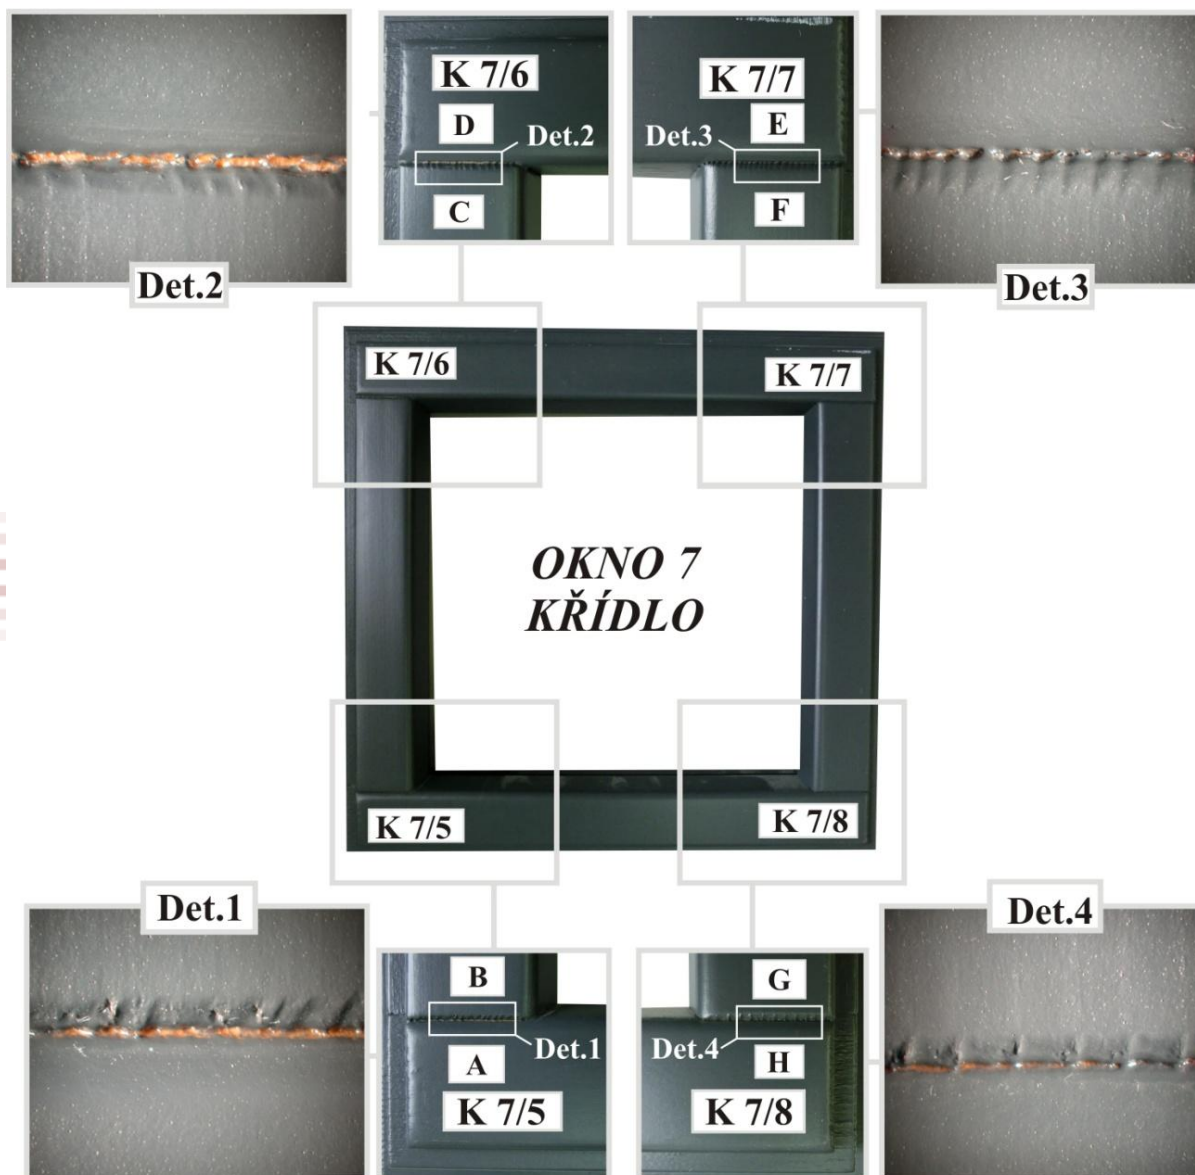 K 7/6
D
Det.2
C
K 7/7
E
Det.3
F
Det.2
Det.3
K 7/6
K 7/7
OKNO 7
KŘÍDLO
K 7/5
K 7/8
Det.1
Det.4
B
Det.1
A
K 7/5
G
Det.4
H
K 7/8